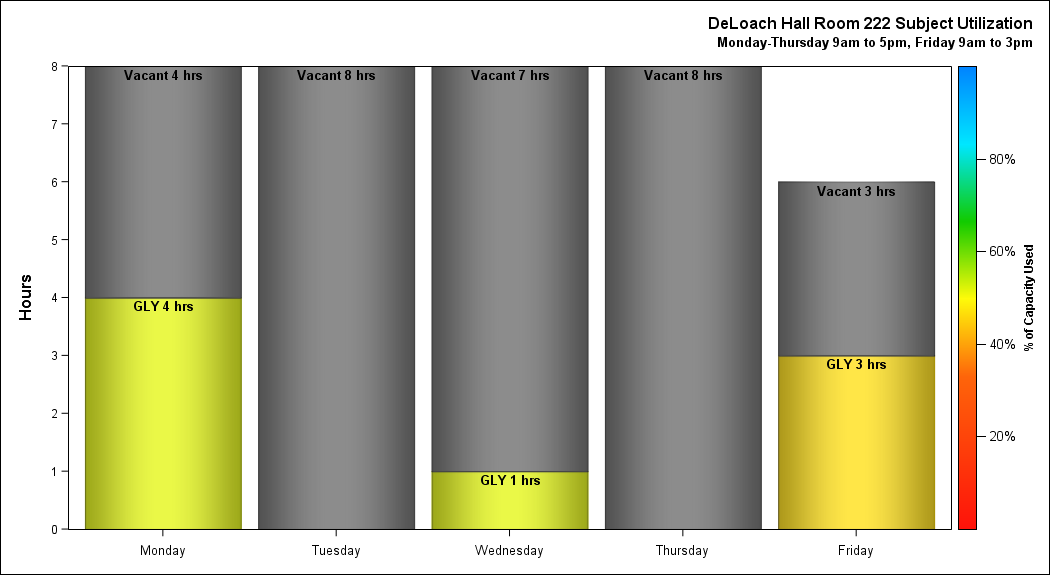 DeLoach Hall Room 222 Subject Utilization
Monday-Thursday 9am to 5pm, Friday 9am to 3pm
Hours
8
7
6
5
4
3
2
1
0
Vacant 4 hrs
GLY 4 hrs
Vacant 8 hrs
Vacant 7 hrs
GLY 1 hrs
Vacant 8 hrs
Vacant 3 hrs
GLY 3 hrs
Monday
Tuesday
Wednesday
Thursday
Friday
80%
60%
40%
20%
% of Capacity Used